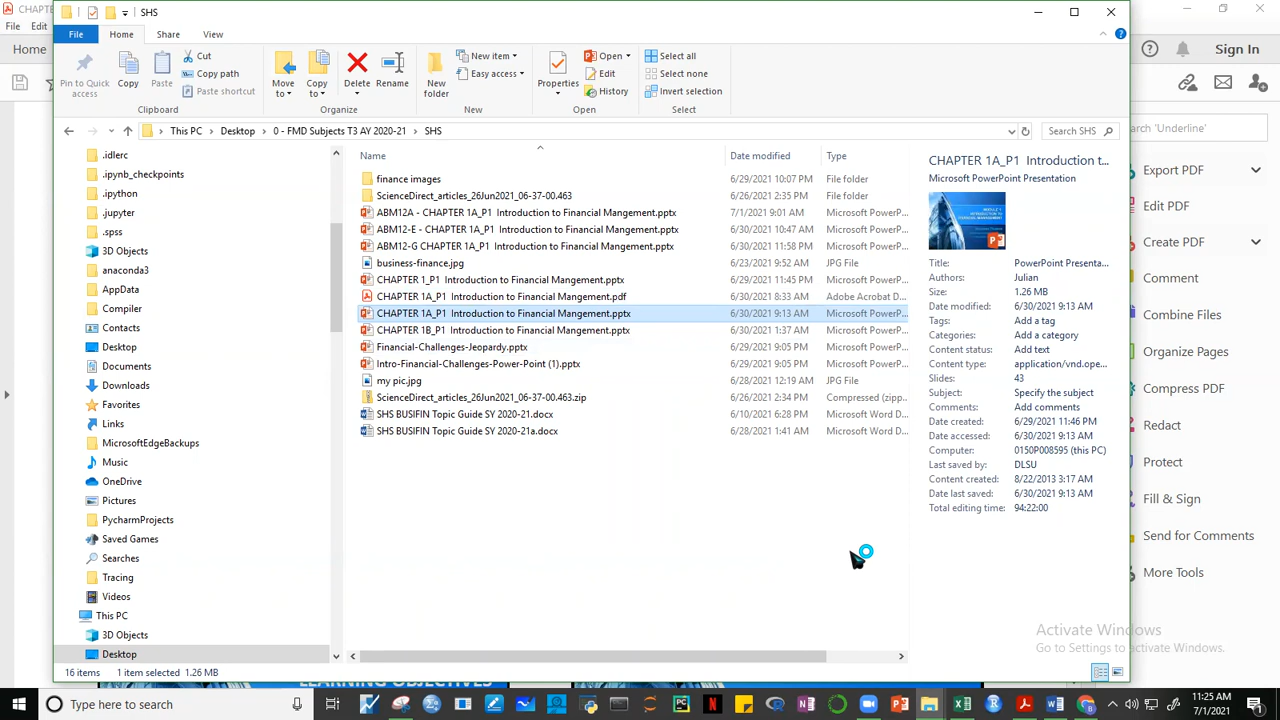 CHAPT
SHS
File Edit
File Home Share View
Home
Sign In
Pin to Quick access
Copy
Paste
Cut
Copy path
Paste shortcut
Move to
Copy to
Delete
Rename
New folder
New item
Easy access
Properties
Open
Edit
History
Select all
Select none
Invert selection
Clipboard Organize New Open Select
This PC Desktop 0 - FMD Subjects T3 AY 2020-21 SHS
Search SHS
'Underline'
.idlerc
.ipynb_checkpoints
.ipython
.jupyter
.spss
3D Objects
anaconda3
AppData
Compiler
Contacts
Desktop
Documents
Downloads
Favorites
Links
MicrosoftEdgeBackups
Music
OneDrive
Pictures
PycharmProjects
Saved Games
Searches
Tracing
Videos
This PC
3D Objects
Desktop
Name Date modified Type
finance images 6/29/2021 10:07 PM File folder
ScienceDirect_articles_26Jun2021_06-37-00.463 6/26/2021 2:35 PM File folder
ABM12A - CHAPTER 1A_P1 Introduction to Financial Mangement.pptx 7/1/2021 9:01 AM Microsoft PowerP...
ABM12-E - CHAPTER 1A_P1 Introduction to Financial Mangement.pptx 6/30/2021 10:47 AM Microsoft PowerP...
ABM12-G CHAPTER 1A_P1 Introduction to Financial Mangement.pptx 6/30/2021 11:58 PM Microsoft PowerP...
business-finance.jpg 6/23/2021 9:52 AM JPG File
CHAPTER 1_P1 Introduction to Financial Mangement.pptx 6/29/2021 11:45 PM Microsoft PowerP...
CHAPTER 1A_P1 Introduction to Financial Mangement.pdf 6/30/2021 8:33 AM Adobe Acrobat D...
CHAPTER 1A_P1 Introduction to Financial Mangement.pptx 6/30/2021 9:13 AM Microsoft PowerP...
CHAPTER 1B_P1 Introduction to Financial Mangement.pptx 6/30/2021 1:37 AM Microsoft PowerP...
Financial-Challenges-Jeopardy.pptx 6/29/2021 9:05 PM Microsoft PowerP...
Intro-Financial-Challenges-Power-Point (1).pptx 6/29/2021 9:05 PM Microsoft PowerP...
my pic.jpg 6/28/2021 12:19 AM JPG File
ScienceDirect_articles_26Jun2021_06-37-00.463.zip 6/26/2021 2:34 PM Compressed (zipp...
SHS BUSIFIN Topic Guide SY 2020-21.docx 6/10/2021 6:28 PM Microsoft Word D...
SHS BUSIFIN Topic Guide SY 2020-21a.docx 6/28/2021 1:41 AM Microsoft Word D...
CHAPTER 1A_P1 Introduction t...
Microsoft PowerPoint Presentation
Title: PowerPoint Presenta...
Authors: Julian
Size: 1.26 MB
Date modified: 6/30/2021 9:13 AM
Tags: Add a tag
Categories: Add a category
Content status: Add text
Content type: application/vnd.ope...
Slides: 43
Subject: Specify the subject
Comments: Add comments
Date created: 6/29/2021 11:46 PM
Date accessed: 6/30/2021 9:13 AM
Computer: 0150P008595 (this PC)
Last saved by: DLSU
Content created: 8/22/2013 3:17 AM
Date last saved: 6/30/2021 9:13 AM
Total editing time: 94:22:00
Export PDF
Edit PDF
Create PDF
Comment
Combine Files
Organize Pages
Compress PDF
Redact
Protect
Fill & Sign
Send for Comments
More Tools
Activate Windows
Go to Settings to activate Windows.
16 items 1 item selected 1.26 MB
Type here to search
11:25 AM
7/1/2021